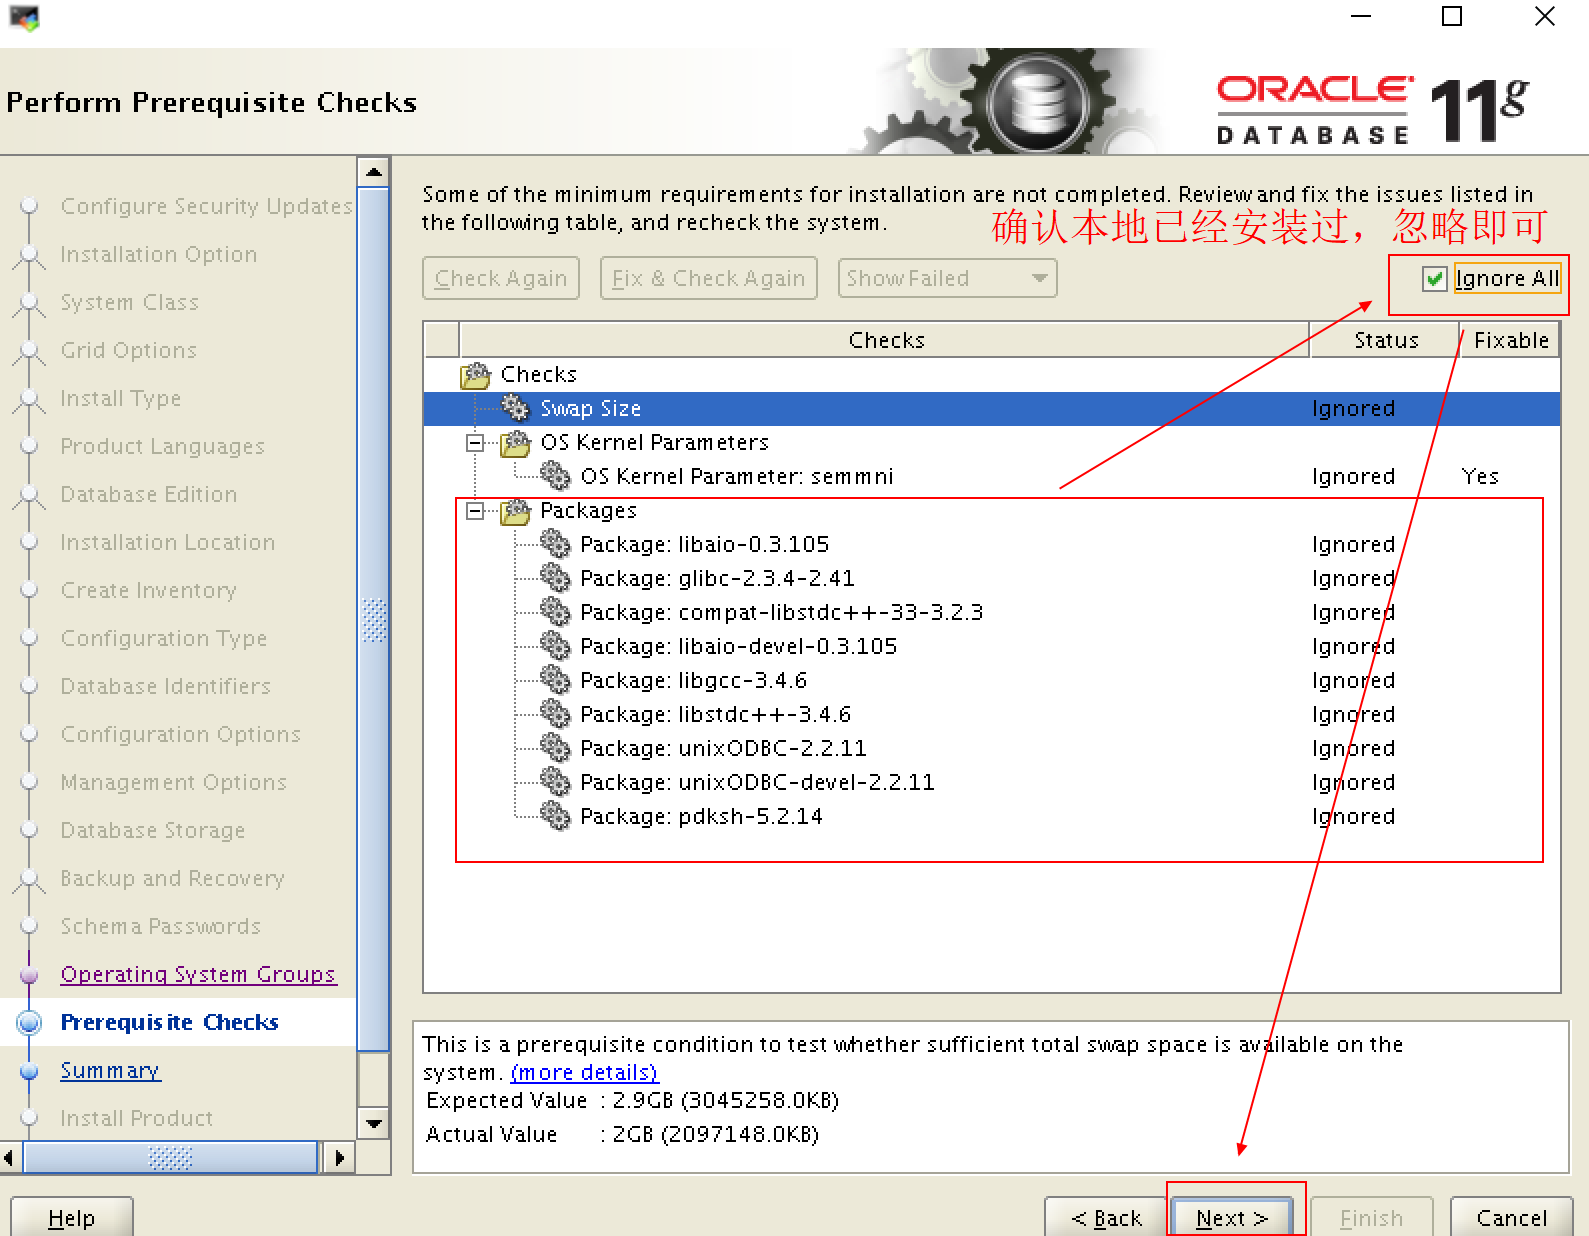 Perform Prerequisite Checks
ORACLE
DATABASE
11g
Configure Security Updates
Installation Option
System Class
Grid Options
Install Type
Product Languages
Database Edition
Installation Location
Create Inventory
Configuration Type
Database Identifiers
Configuration Options
Management Options
Database Storage
Backup and Recovery
Schema Passwords
Operating System Groups
Prerequisite Checks
Summary
Install Product
Some of the minimum requirements for installation are not completed. Review and fix the issues listed in
the following table, and recheck the system.
确认本地已经安装过，忽略即可
Check Again Fix & Check Again Show Failed Ignore All
Checks Status Fixable
Checks
Swap Size Ignored
OS Kernel Parameters
OS Kernel Parameter: semmni Ignored Yes
Packages
Package: libaio-0.3.105 Ignored
Package: glibc-2.3.4-2.41 Ignored
Package: compat-libstdc++-33-3.2.3 Ignored
Package: libaio-devel-0.3.105 Ignored
Package: libgcc-3.4.6 Ignored
Package: libstdc++-3.4.6 Ignored
Package: unixODBC-2.2.11 Ignored
Package: unixODBC-devel-2.2.11 Ignored
Package: pdksh-5.2.14 Ignored
This is a prerequisite condition to test whether sufficient total swap space is available on the
system. (more details)
Expected Value : 2.9GB (3045258.0KB)
Actual Value : 2GB (2097148.0KB)
Help < Back Next > Finish Cancel